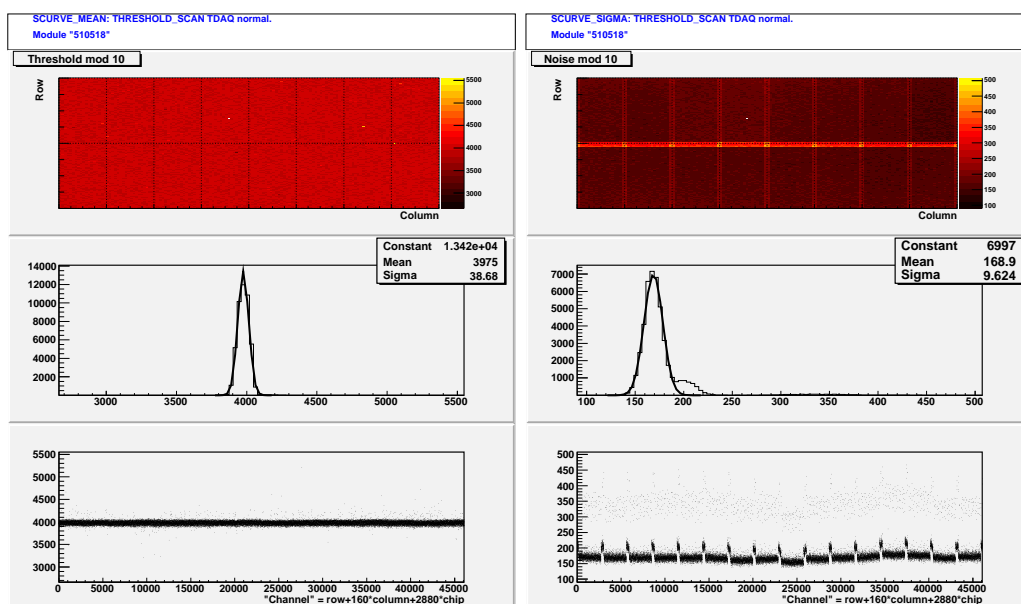 SCURVE_MEAN: THRESHOLD_SCAN TDAQ normal.
Module "510518"
Threshold mod 10
Row
5500
5000
4500
4000
3500
3000
Column
Constant 1.342e+04
Mean 3975
Sigma 38.68
14000
12000
10000
8000
6000
4000
2000
3000 3500 4000 4500 5000 5500
5500
5000
4500
4000
3500
3000
0 5000 10000 15000 20000 25000 30000 35000 40000 45000
"Channel" = row+160*column+2880*chip
SCURVE_SIGMA: THRESHOLD_SCAN TDAQ normal.
Module "510518"
Noise mod 10
Row
500
450
400
350
300
250
200
150
100
Column
Constant 6997
Mean 168.9
Sigma 9.624
7000
6000
5000
4000
3000
2000
1000
100 150 200 250 300 350 400 450 500
500
450
400
350
300
250
200
150
100
0 5000 10000 15000 20000 25000 30000 35000 40000 45000
"Channel" = row+160*column+2880*chip